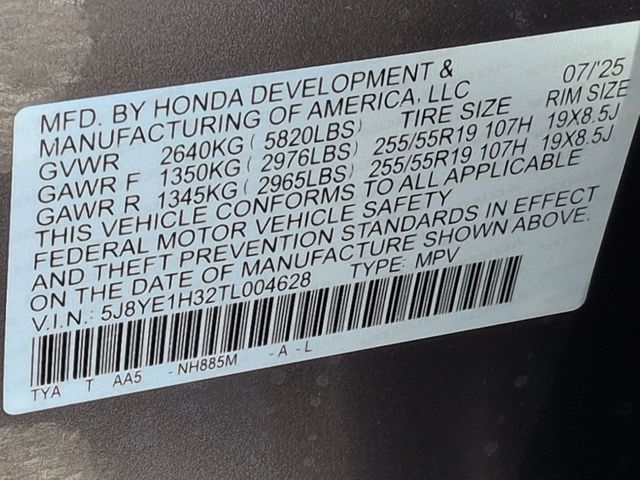 MFD. BY HONDA DEVELOPMENT & 07/'25
MANUFACTURING OF AMERICA, LLC TIRE SIZE RIM SIZE
GVWR 2640KG ( 5820LBS)
GAWR F 1350KG ( 2976LBS) 255/55R19 107H 19X8.5J
GAWR R 1345KG ( 2965LBS) 255/55R19 107H 19X8.5J
THIS VEHICLE CONFORMS TO ALL APPLICABLE
FEDERAL MOTOR VEHICLE SAFETY
AND THEFT PREVENTION STANDARDS IN EFFECT
ON THE DATE OF MANUFACTURE SHOWN ABOVE.
V.I.N.: 5J8YE1H32TL004628 TYPE: MPV
TYA T AA5 - NH885M - A - L